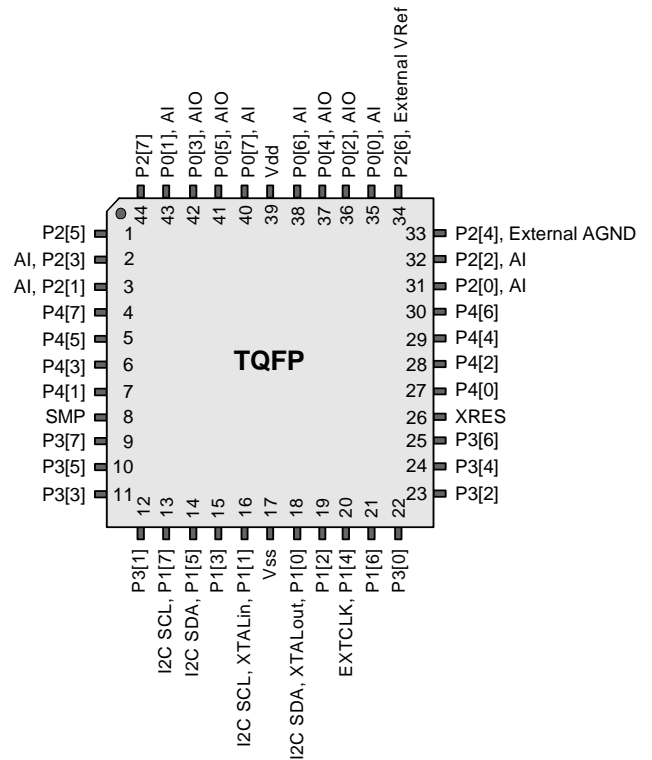 P2[7]
P0[1], AI
P0[3], AIO
P0[5], AIO
P0[7], AI
Vdd
P0[6], AI
P0[4], AIO
P0[2], AIO
P0[0], AI
P2[6], External VRef
44
43
42
41
40
39
38
37
36
35
34
P2[5] 1
AI, P2[3] 2
AI, P2[1] 3
P4[7] 4
P4[5] 5
P4[3] 6
P4[1] 7
SMP 8
P3[7] 9
P3[5] 10
P3[3] 11
TQFP
33 P2[4], External AGND
32 P2[2], AI
31 P2[0], AI
30 P4[6]
29 P4[4]
28 P4[2]
27 P4[0]
26 XRES
25 P3[6]
24 P3[4]
23 P3[2]
12
13
14
15
16
17
18
19
20
21
22
P3[1]
I2C SCL, P1[7]
I2C SDA, P1[5]
P1[3]
I2C SCL, XTALin, P1[1]
Vss
I2C SDA, XTALout, P1[0]
P1[2]
EXTCLK, P1[4]
P1[6]
P3[0]